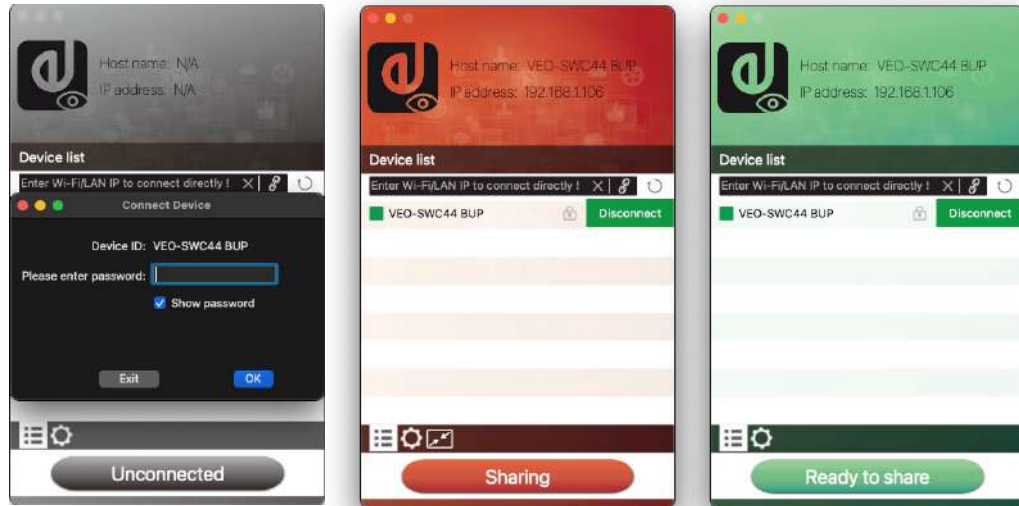 Host name: N/A
IP address: N/A
Device list
Enter Wi-Fi/LAN IP to connect directly !
Connect Device
Device ID: VEO-SWC44 BUP
Please enter password:
Show password
Exit
OK
Unconnected
Host name: VEO-SWC44 BUP
IP address: 192.168.1.106
Device list
Enter Wi-Fi/LAN IP to connect directly !
VEO-SWC44 BUP
Disconnect
Sharing
Host name: VEO-SWC44 BUP
IP address: 192.168.1.106
Device list
Enter Wi-Fi/LAN IP to connect directly !
VEO-SWC44 BUP
Disconnect
Ready to share